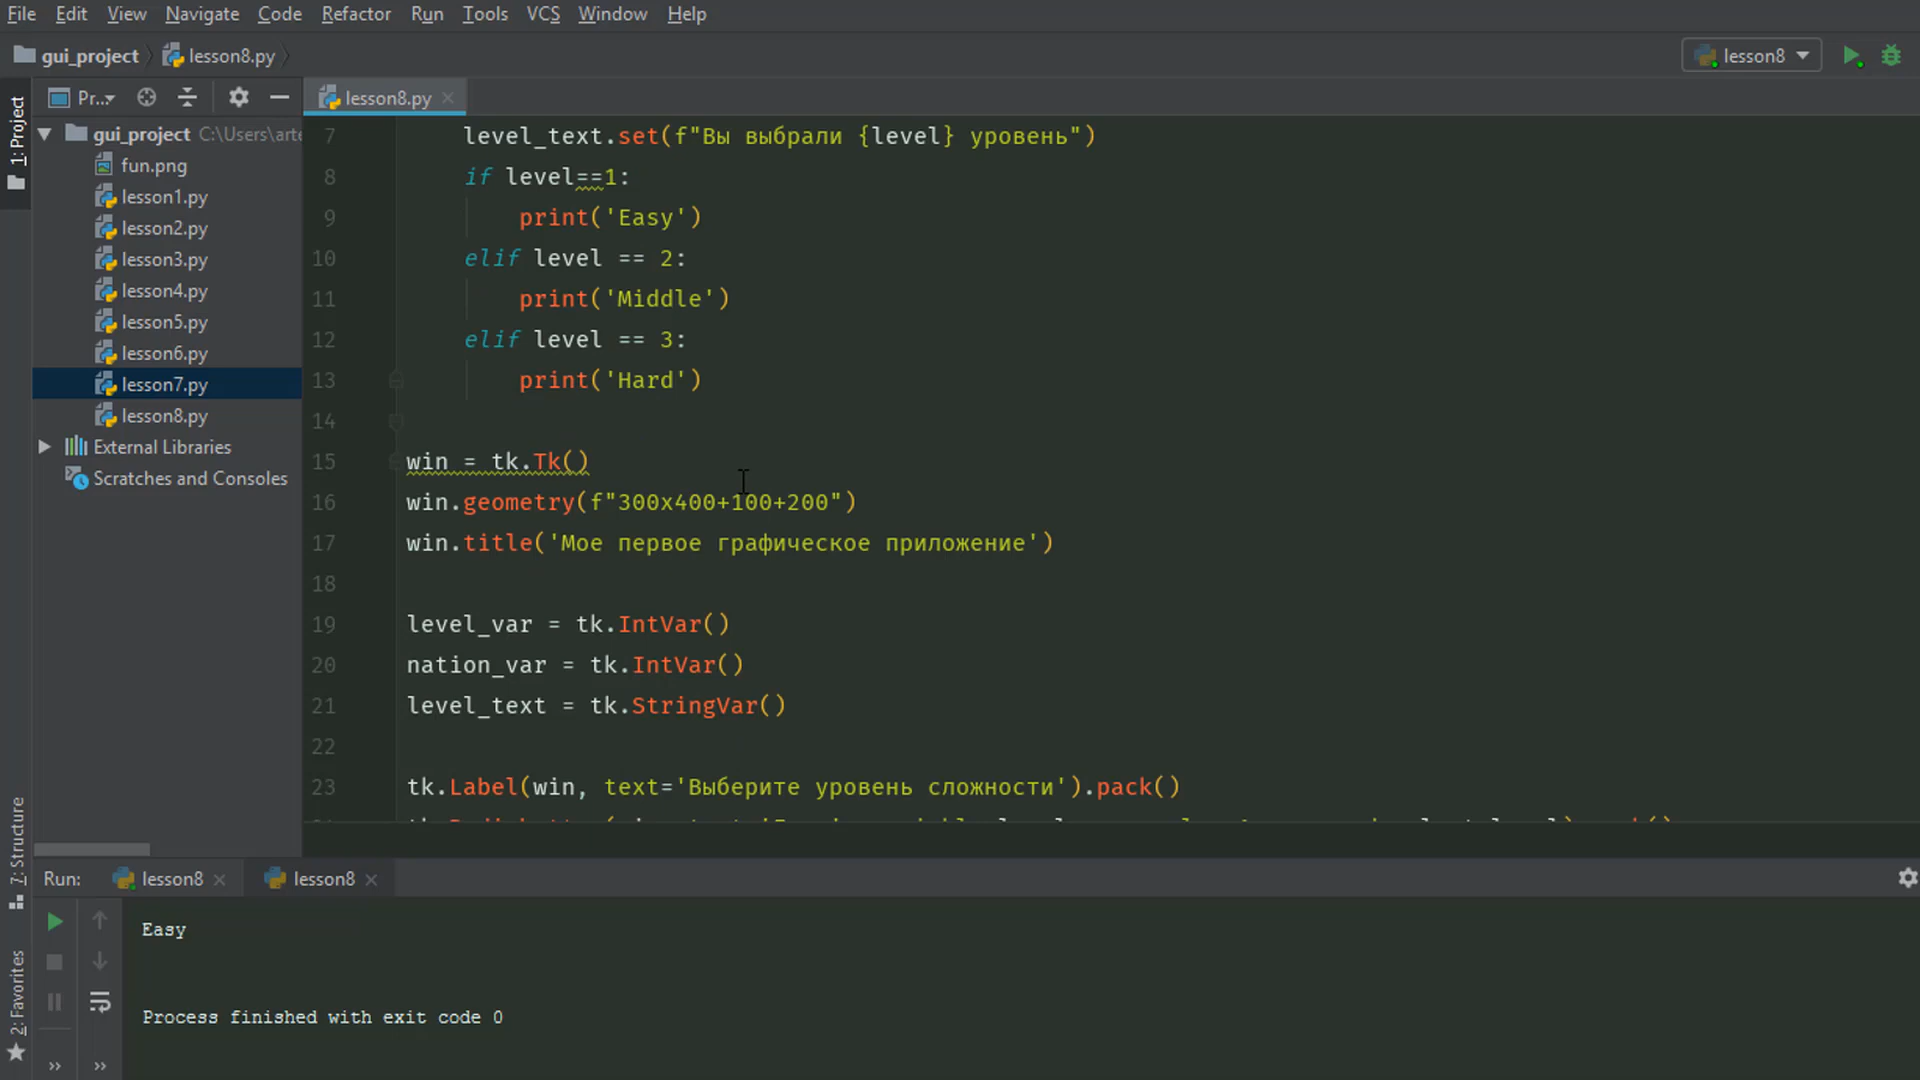 File Edit View Navigate Code Refactor Run Tools VCS Window Help
gui_project lesson8.py lesson8
1: Project
Pr...
lesson8.py
gui_project C:\Users\arte
fun.png
lesson1.py
lesson2.py
lesson3.py
lesson4.py
lesson5.py
lesson6.py
lesson7.py
lesson8.py
External Libraries
Scratches and Consoles
7 level_text.set(f"Вы выбрали {level} уровень")
8 if level==1:
9 print('Easy')
10 elif level == 2:
11 print('Middle')
12 elif level == 3:
13 print('Hard')
14
15 win = tk.Tk()
16 win.geometry(f"300x400+100+200")
17 win.title('Мое первое графическое приложение')
18
19 level_var = tk.IntVar()
20 nation_var = tk.IntVar()
21 level_text = tk.StringVar()
22
23 tk.Label(win, text='Выберите уровень сложности').pack()
7: Structure
2: Favorites
Run: lesson8 lesson8
Easy
Process finished with exit code 0